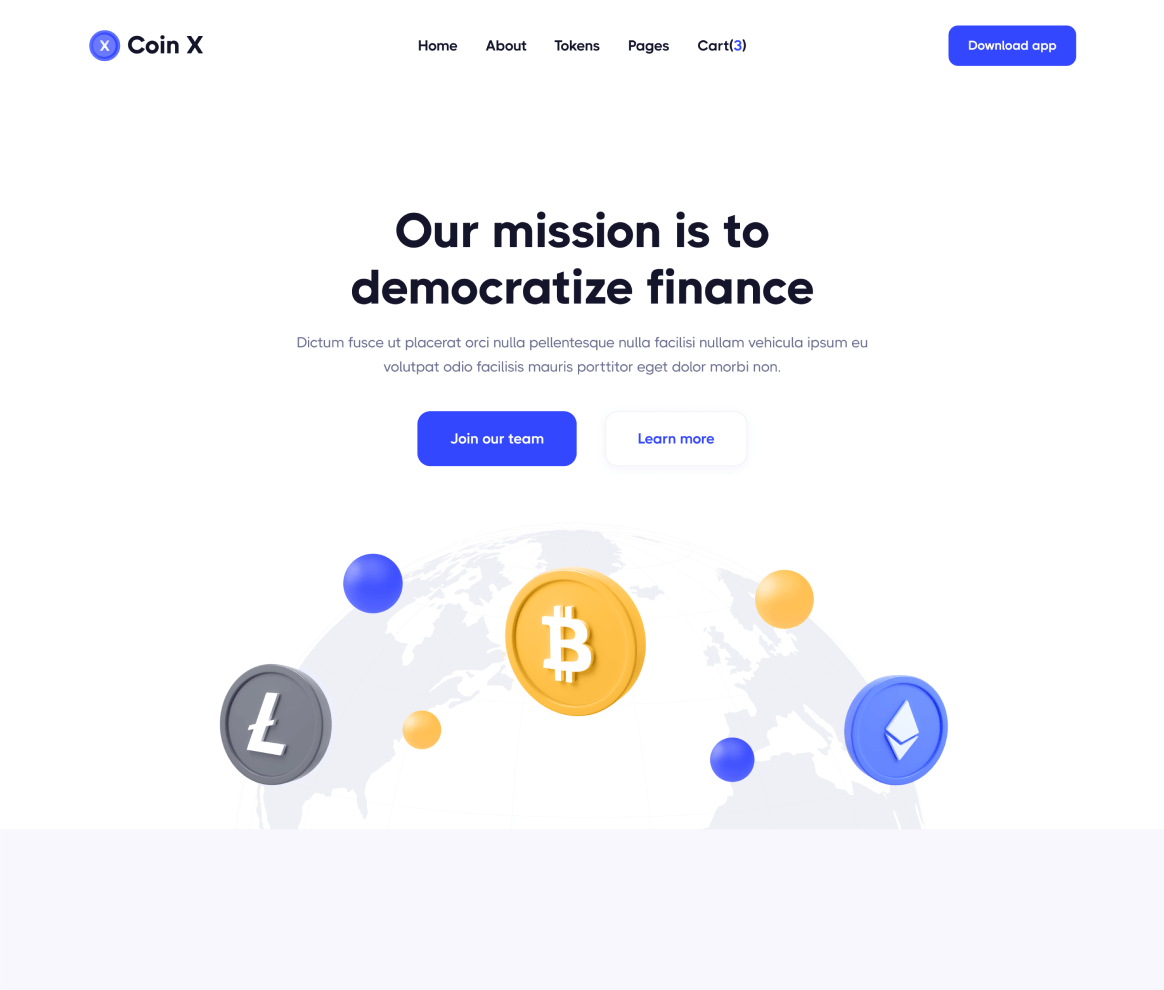 X Coin X
Home About Tokens Pages Cart(3)
Download app
Our mission is to
democratize finance
Dictum fusce ut placerat orci nulla pellentesque nulla facilisi nullam vehicula ipsum eu
volutpat odio facilisis mauris porttitor eget dolor morbi non.
Join our team
Learn more